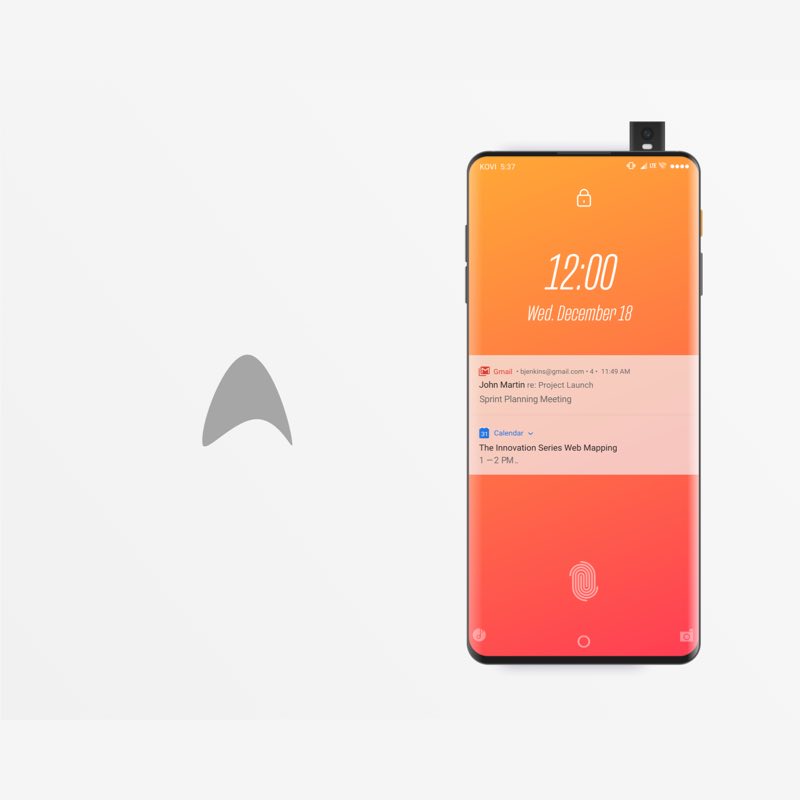 KOVI 5:37
LTE
12:00
Wed. December 18
Gmail • bjenkins@gmail.com • 4 • 11:49 AM
John Martin re: Project Launch
Sprint Planning Meeting
31 Calendar
The Innovation Series Web Mapping
1 – 2 PM..